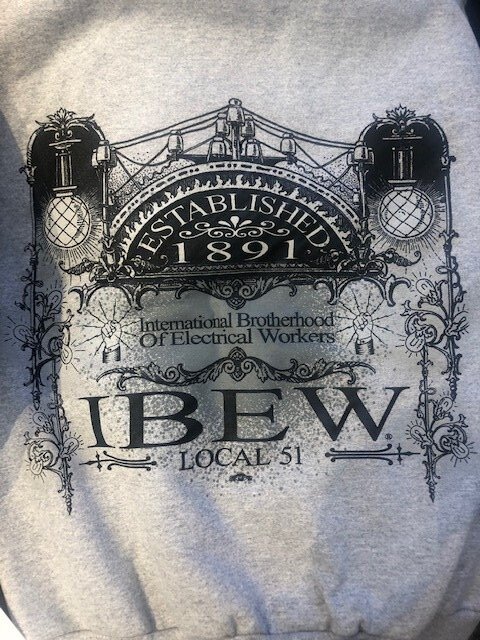 ESTABLISHED
1891
International Brotherhood
Of Electrical Workers
IBEW®
LOCAL 51